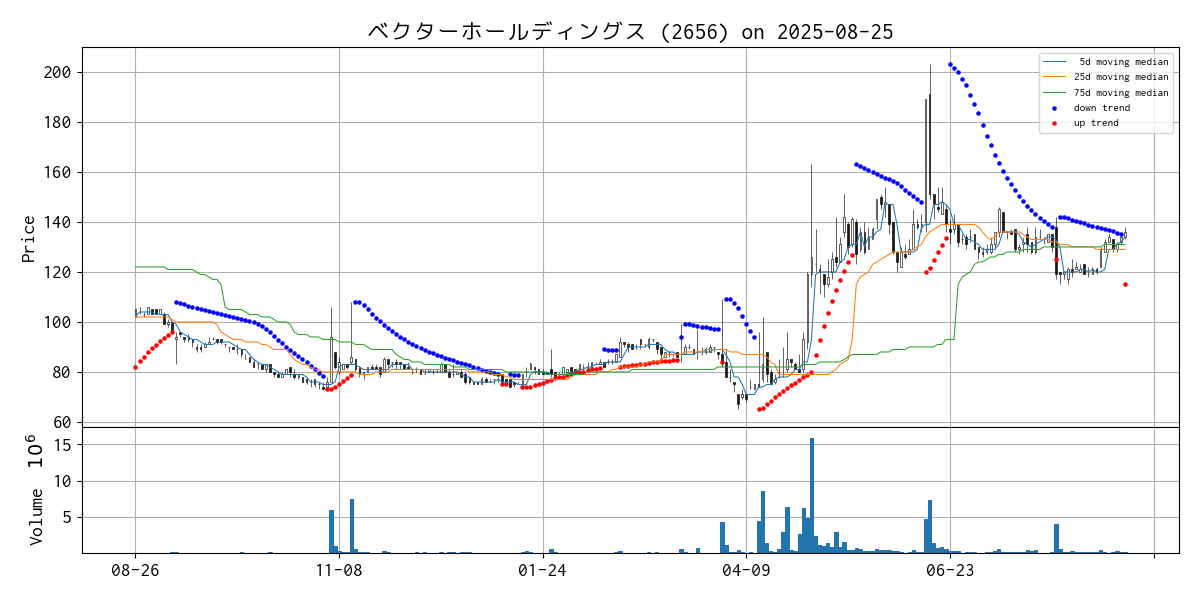 ベクターホールディングス (2656) on 2025-08-25
5d moving median
25d moving median
75d moving median
down trend
up trend
Price
200
180
160
140
120
100
80
60
Volume 10^6
15
10
5
08-26
11-08
01-24
04-09
06-23